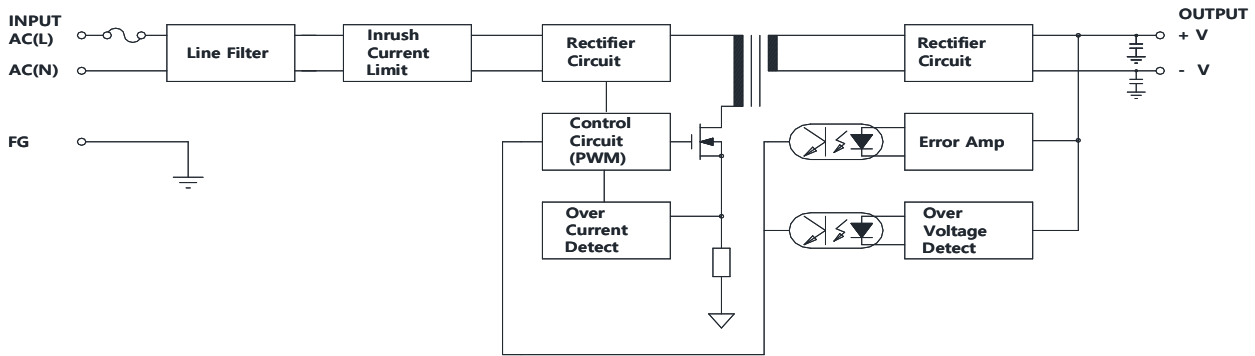 INPUT
AC(L)
AC(N)
FG
Line Filter
Inrush
Current
Limit
Rectifier
Circuit
Control
Circuit
(PWM)
Over
Current
Detect
Rectifier
Circuit
Error Amp
Over
Voltage
Detect
OUTPUT
+ V
- V